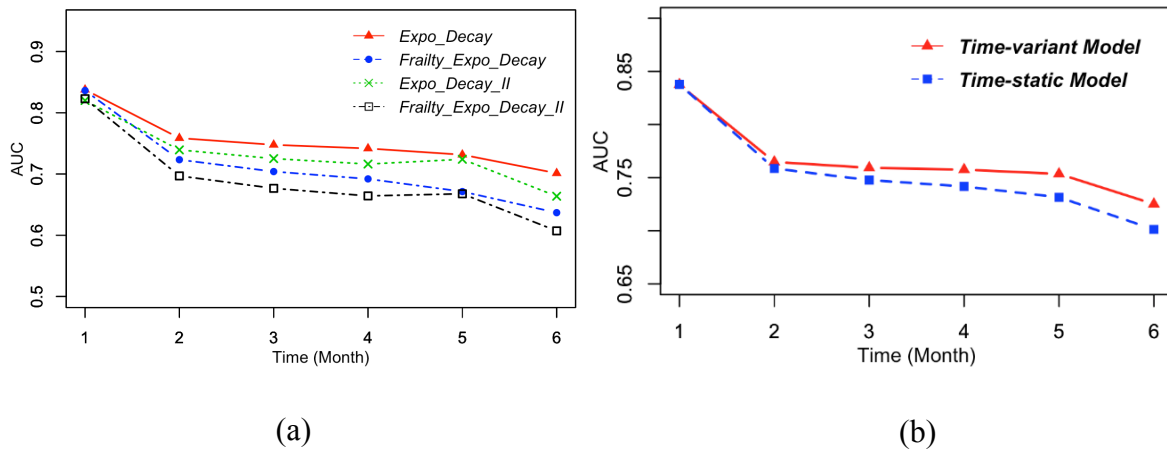 AUC
0.9
0.8
0.7
0.6
0.5
Expo_Decay
Frailty_Expo_Decay
Expo_Decay_II
Frailty_Expo_Decay_II
1 2 3 4 5 6
Time (Month)
(a)
AUC
0.85
0.75
0.65
Time-variant Model
Time-static Model
1 2 3 4 5 6
Time (Month)
(b)